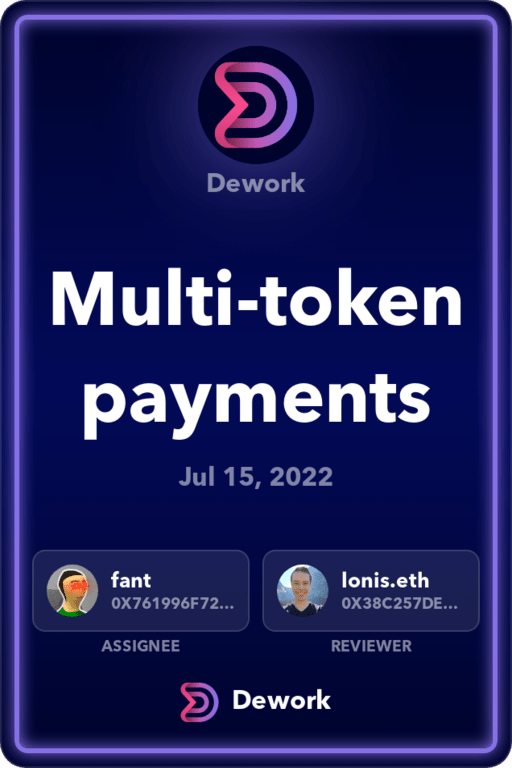 Dework
Multi-token
payments
Jul 15, 2022
fant
0X761996F72...
lonis.eth
0X38C257DE...
ASSIGNEE
REVIEWER
Dework